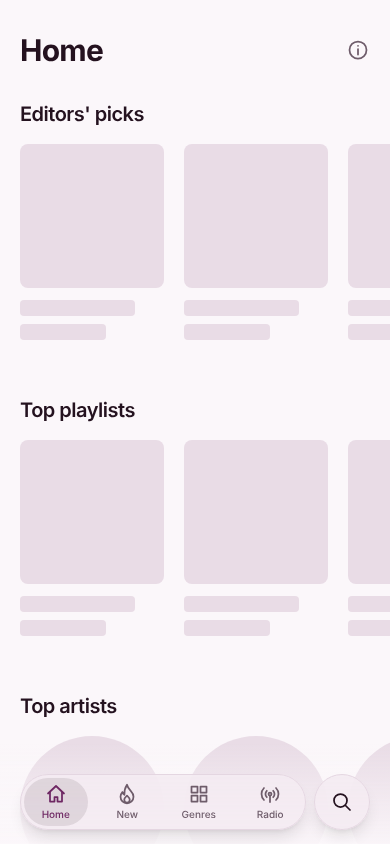 Home
Editors' picks
Top playlists
Top artists
Home
New
Genres
Radio